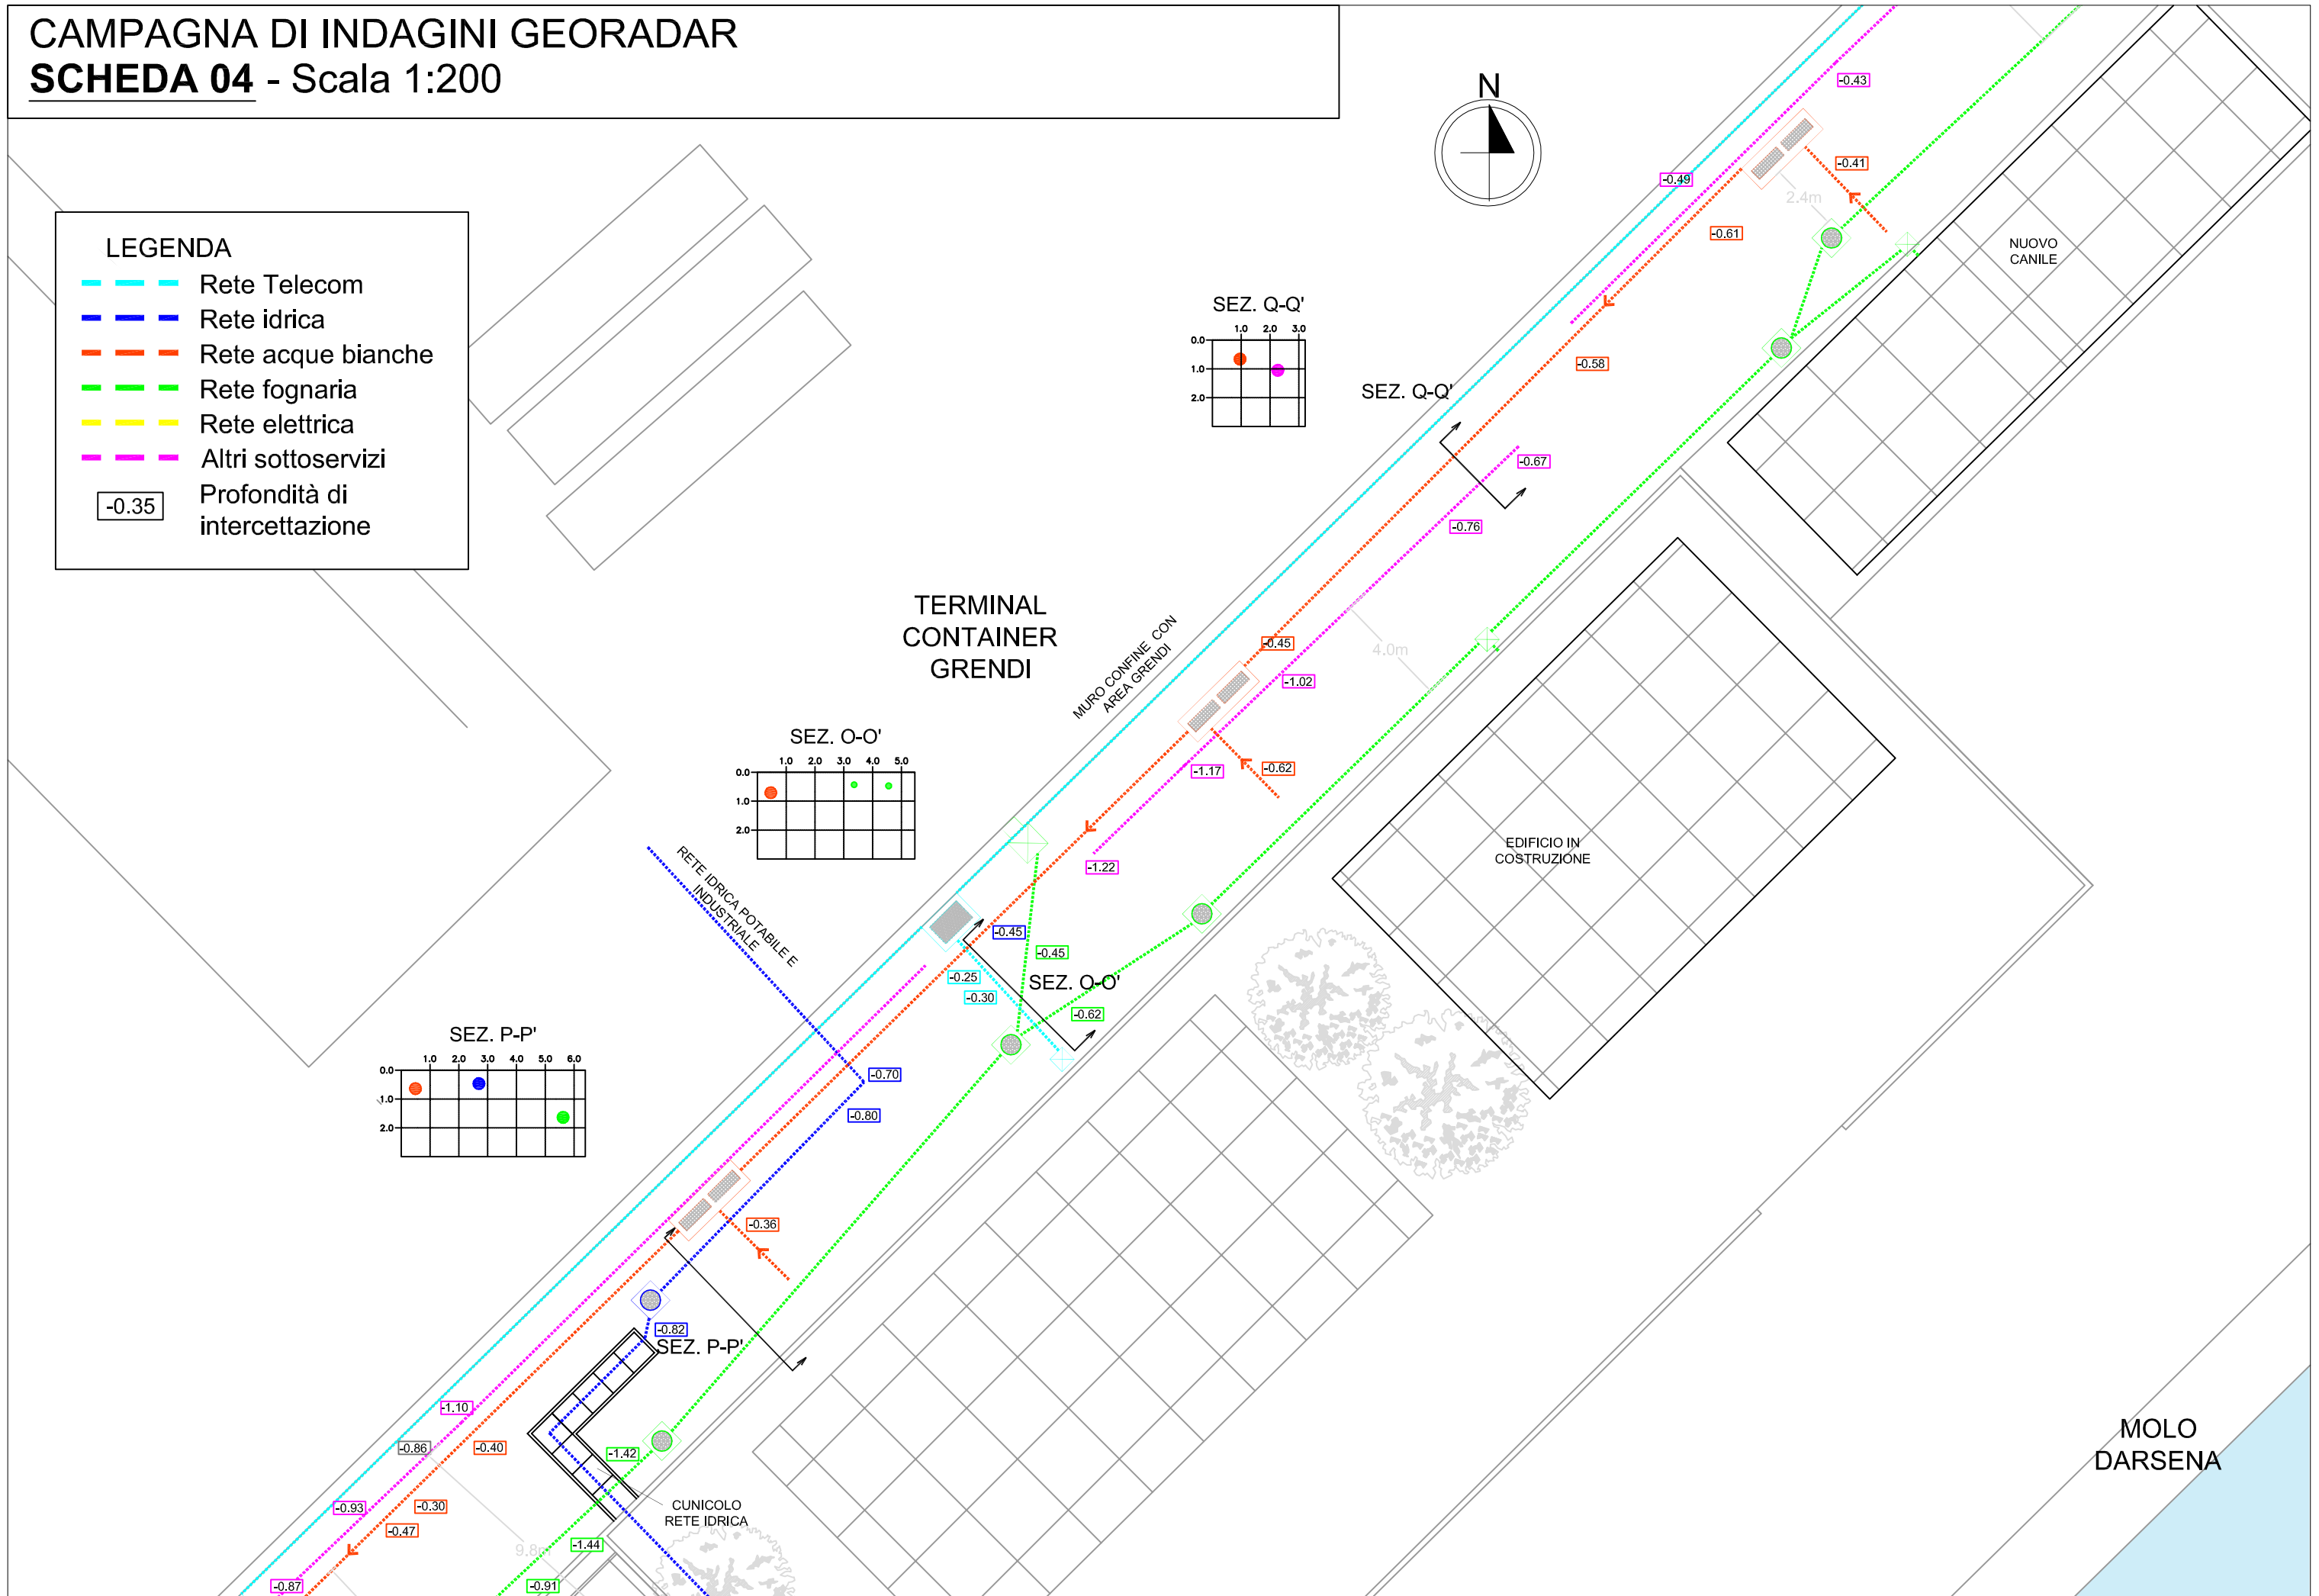 CAMPAGNA DI INDAGINI GEORADAR
SCHEDA 04 - Scala 1:200
N
LEGENDA
Rete Telecom
Rete idrica
Rete acque bianche
Rete fognaria
Rete elettrica
Altri sottoservizi
-0.35
Profondità di
intercettazione
-0.43
-0.41
-0.49
2.4m
-0.61
NUOVO
CANILE
SEZ. Q-Q'
1.0 2.0 3.0
0.0
1.0
2.0
-0.58
SEZ. Q-Q'
-0.67
-0.76
TERMINAL
CONTAINER
GRENDI
MURO CONFINE CON
AREA GRENDI
-0.45
4.0m
-1.02
-1.17
-0.62
SEZ. O-O'
1.0 2.0 3.0 4.0 5.0
0.0
1.0
2.0
-1.22
EDIFICIO IN
COSTRUZIONE
RETE IDRICA POTABILE E
INDUSTRIALE
-0.45
-0.45
-0.25
-0.30
SEZ. O-O'
-0.62
SEZ. P-P'
1.0 2.0 3.0 4.0 5.0 6.0
0.0
1.0
2.0
-0.70
-0.80
-0.36
-0.82
SEZ. P-P'
-1.10
-0.86
-0.40
-1.42
MOLO
DARSENA
-0.93
-0.30
CUNICOLO
RETE IDRICA
-0.47
9.8m
-1.44
-0.87
-0.91